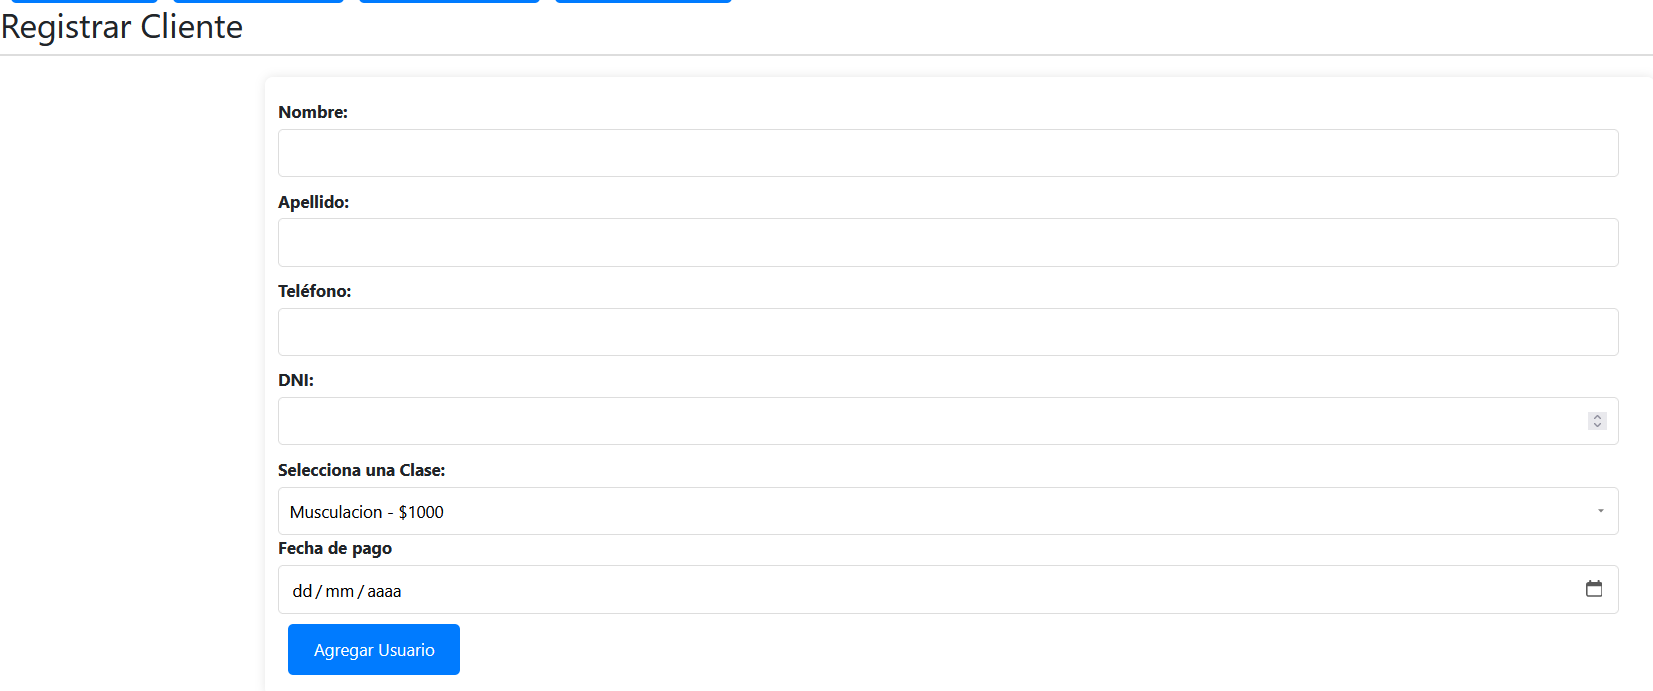 Registrar Cliente
Nombre:
Apellido:
Teléfono:
DNI:
Selecciona una Clase:
Musculacion - $1000
Fecha de pago
dd/mm/aaaa
Agregar Usuario